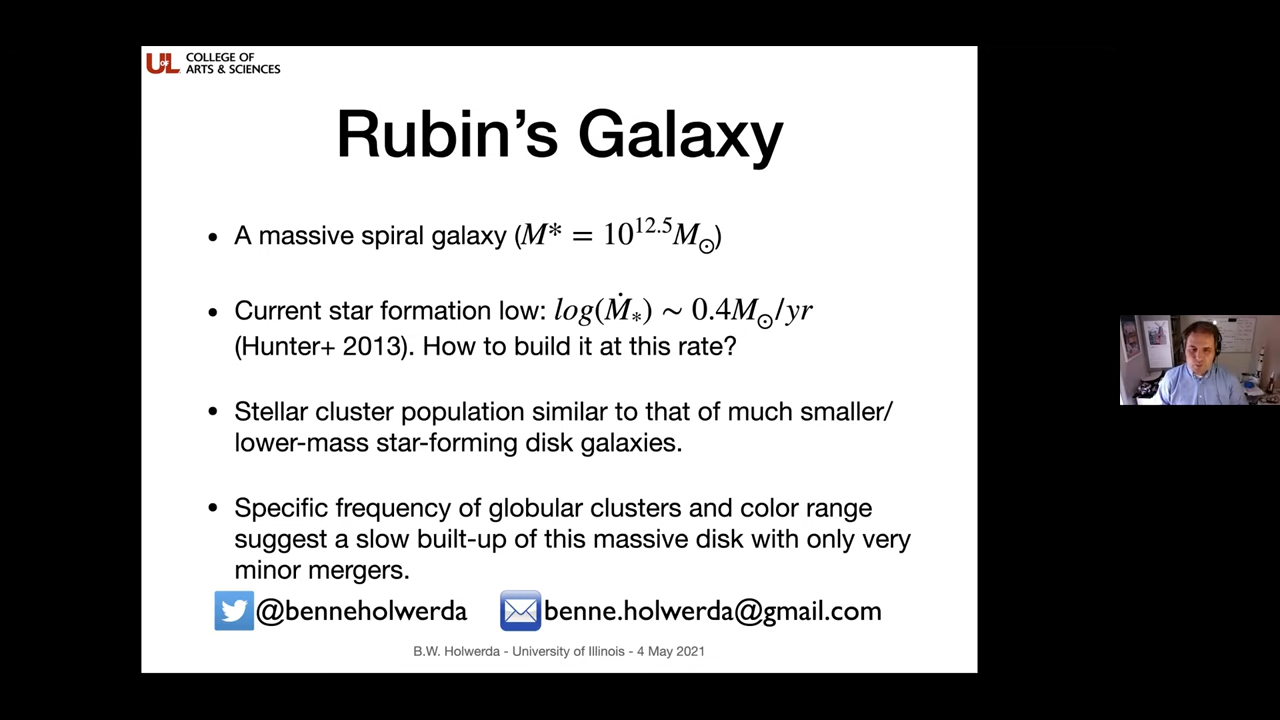 UofL COLLEGE OF
ARTS & SCIENCES
Rubin’s Galaxy
• A massive spiral galaxy (M* = 10^12.5 M⊙)
• Current star formation low: log(Ṁ*) ~ 0.4M⊙/yr
(Hunter+ 2013). How to build it at this rate?
• Stellar cluster population similar to that of much smaller/
lower-mass star-forming disk galaxies.
• Specific frequency of globular clusters and color range
suggest a slow built-up of this massive disk with only very
minor mergers.
@benneholwerda benne.holwerda@gmail.com
B.W. Holwerda - University of Illinois - 4 May 2021